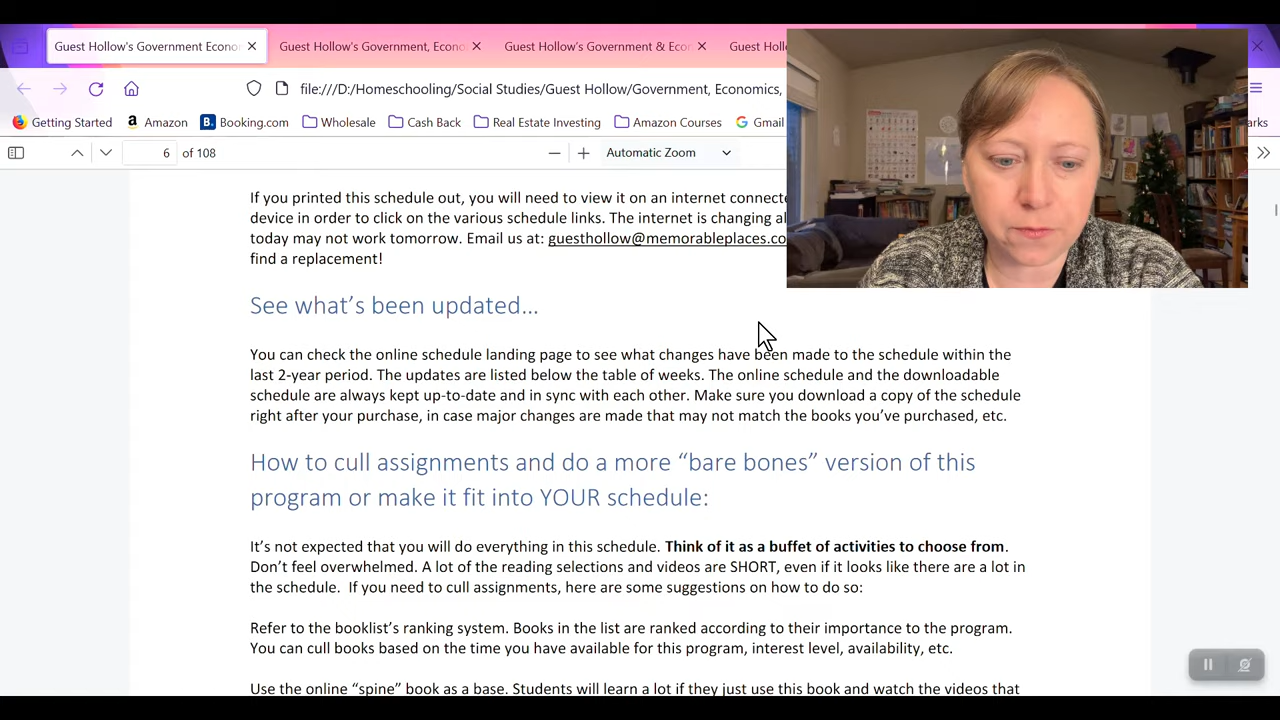 Guest Hollow's Government Econo
Guest Hollow's Government, Econo
Guest Hollow's Government & Eco
Guest Holl
file:///D:/Homeschooling/Social Studies/Guest Hollow/Government, Economics,
Getting Started
Amazon
Booking.com
Wholesale
Cash Back
Real Estate Investing
Amazon Courses
Gmail
arks
6 of 108
Automatic Zoom
If you printed this schedule out, you will need to view it on an internet connecte
device in order to click on the various schedule links. The internet is changing al
today may not work tomorrow. Email us at: guesthollow@memorableplaces.co
find a replacement!
See what's been updated…
You can check the online schedule landing page to see what changes have been made to the schedule within the
last 2-year period. The updates are listed below the table of weeks. The online schedule and the downloadable
schedule are always kept up-to-date and in sync with each other. Make sure you download a copy of the schedule
right after your purchase, in case major changes are made that may not match the books you've purchased, etc.
How to cull assignments and do a more “bare bones” version of this
program or make it fit into YOUR schedule:
It's not expected that you will do everything in this schedule. Think of it as a buffet of activities to choose from.
Don't feel overwhelmed. A lot of the reading selections and videos are SHORT, even if it looks like there are a lot in
the schedule. If you need to cull assignments, here are some suggestions on how to do so:
Refer to the booklist's ranking system. Books in the list are ranked according to their importance to the program.
You can cull books based on the time you have available for this program, interest level, availability, etc.
Use the online “spine” book as a base. Students will learn a lot if they just use this book and watch the videos that